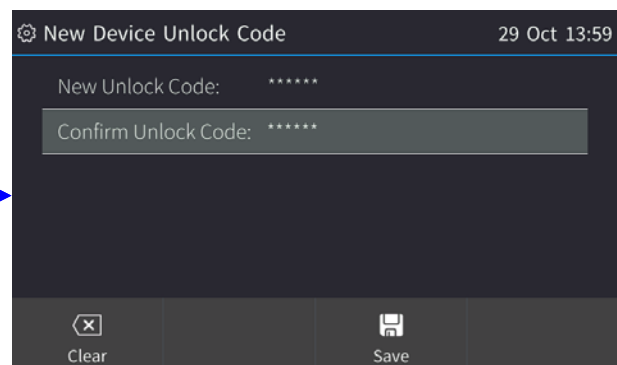 New Device Unlock Code 29 Oct 13:59
New Unlock Code: ******
Confirm Unlock Code: ******
Clear Save